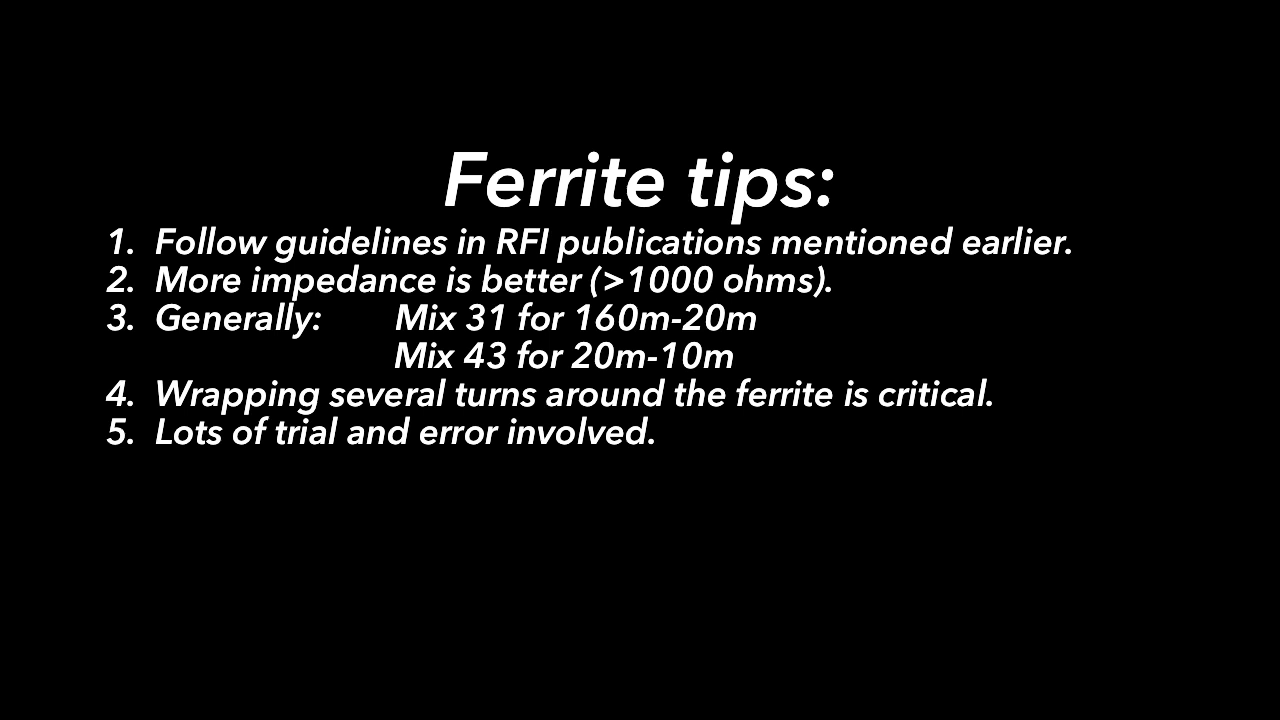 Ferrite tips:
1. Follow guidelines in RFI publications mentioned earlier.
2. More impedance is better (>1000 ohms).
3. Generally: Mix 31 for 160m-20m
Mix 43 for 20m-10m
4. Wrapping several turns around the ferrite is critical.
5. Lots of trial and error involved.